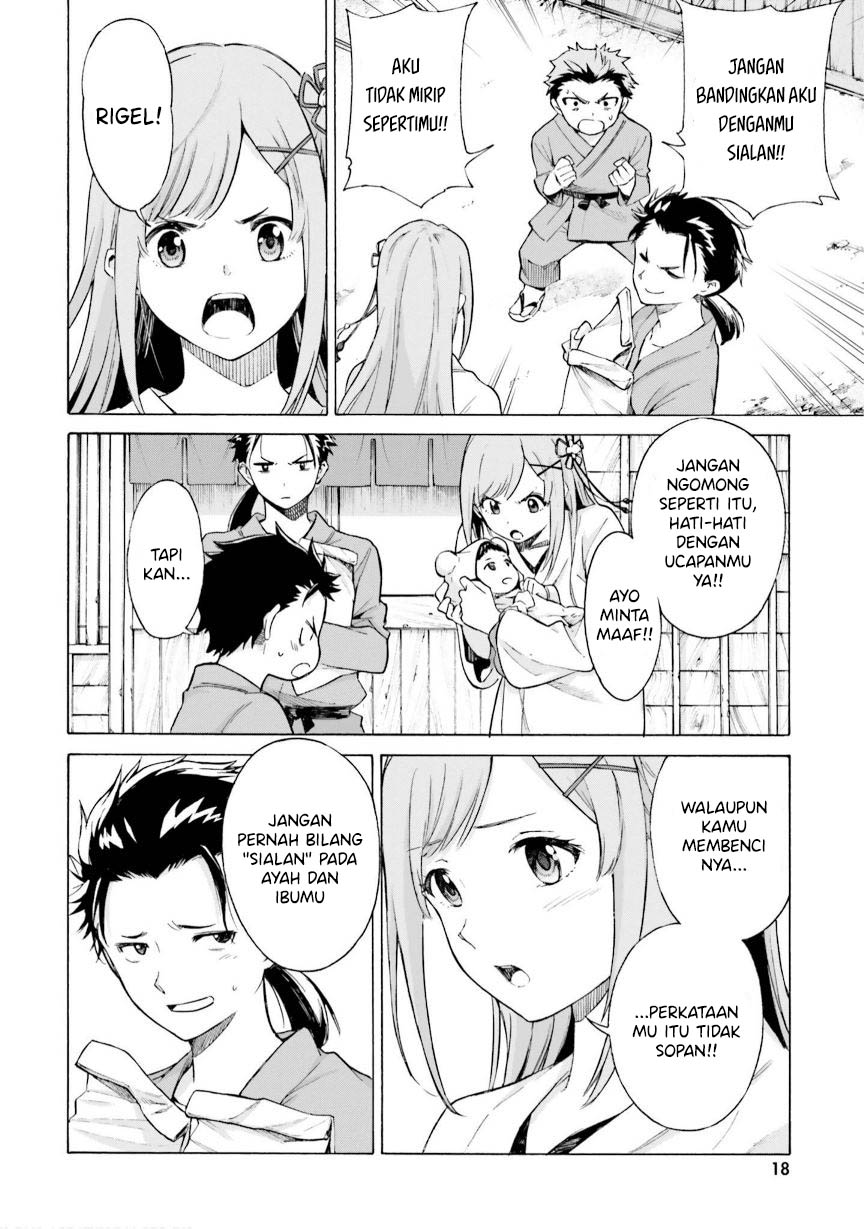 JANGAN
BANDINGKAN AKU
DENGANMU
SIALAN!!
AKU
TIDAK MIRIP
SEPERTIMU!!
RIGEL!
JANGAN
NGOMONG
SEPERTI ITU,
HATI-HATI
DENGAN
UCAPANMU
YA!!
AYO
MINTA
MAAF!!
TAPI
KAN...
WALAUPUN
KAMU
MEMBENCI
NYA...
...PERKATAAN
MU ITU TIDAK
SOPAN!!
JANGAN
PERNAH BILANG
"SIALAN" PADA
AYAH DAN
IBUMU
18